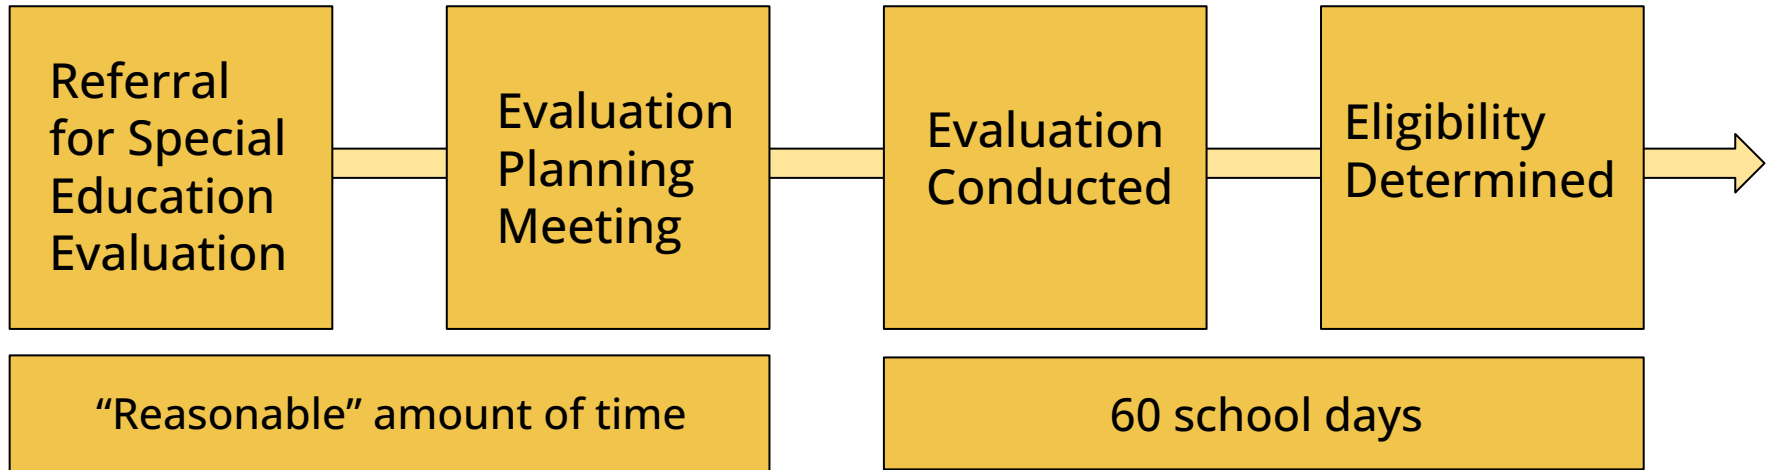 Referral
for Special
Education
Evaluation
Evaluation
Planning
Meeting
Evaluation
Conducted
Eligibility
Determined
“Reasonable” amount of time
60 school days